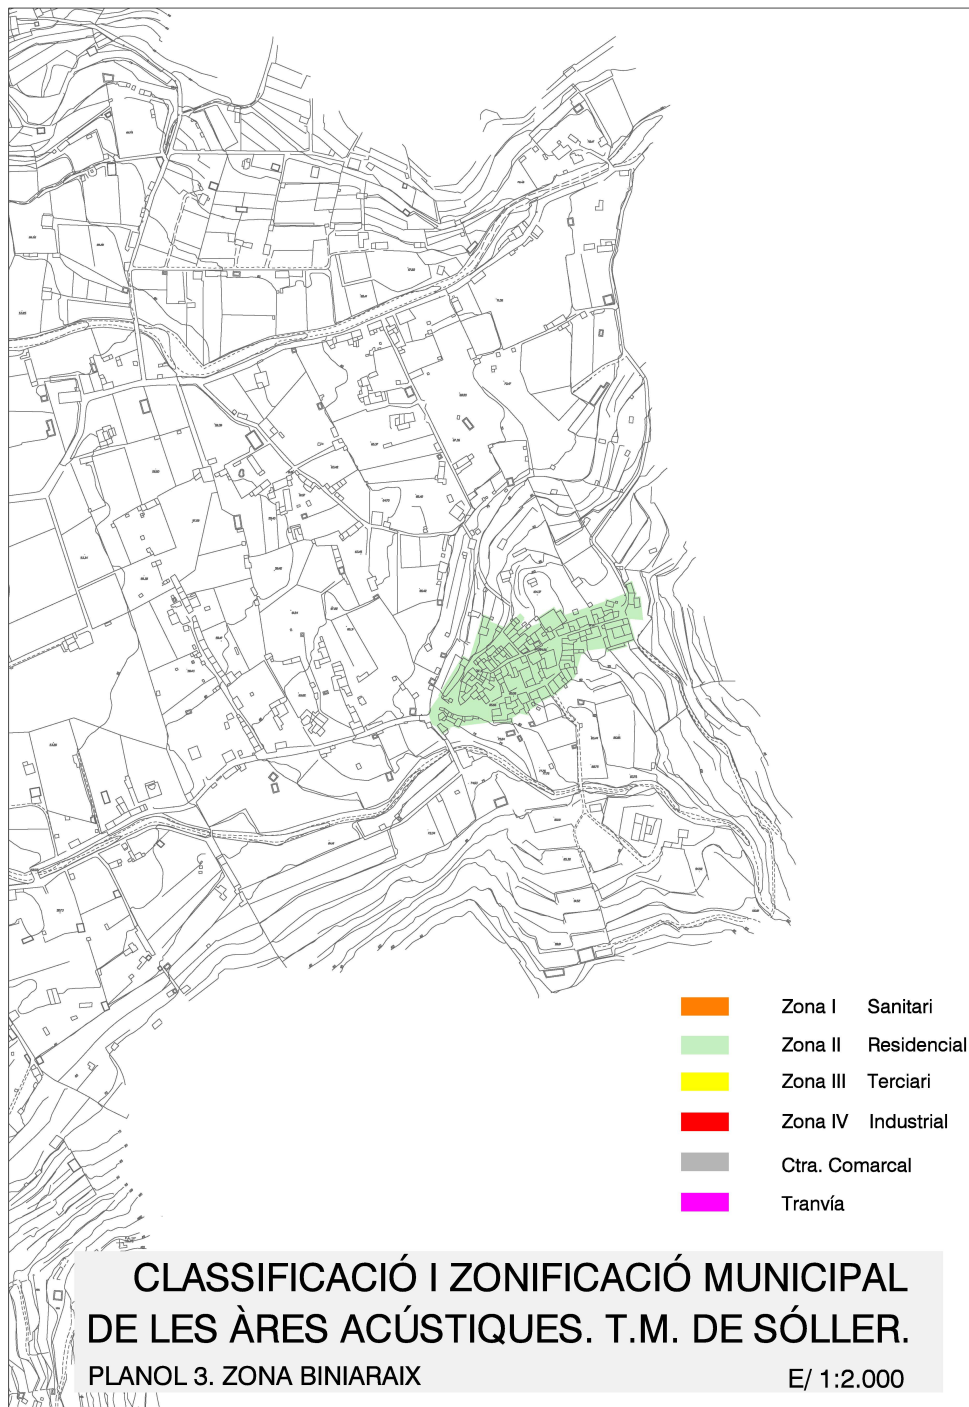 Zona I Sanitari
Zona II Residencial
Zona III Terciari
Zona IV Industrial
Ctra. Comarcal
Tranvía
CLASSIFICACIÓ I ZONIFICACIÓ MUNICIPAL
DE LES ÀRES ACÚSTIQUES. T.M. DE SÓLLER.
PLANOL 3. ZONA BINIARAIX
E/ 1:2.000